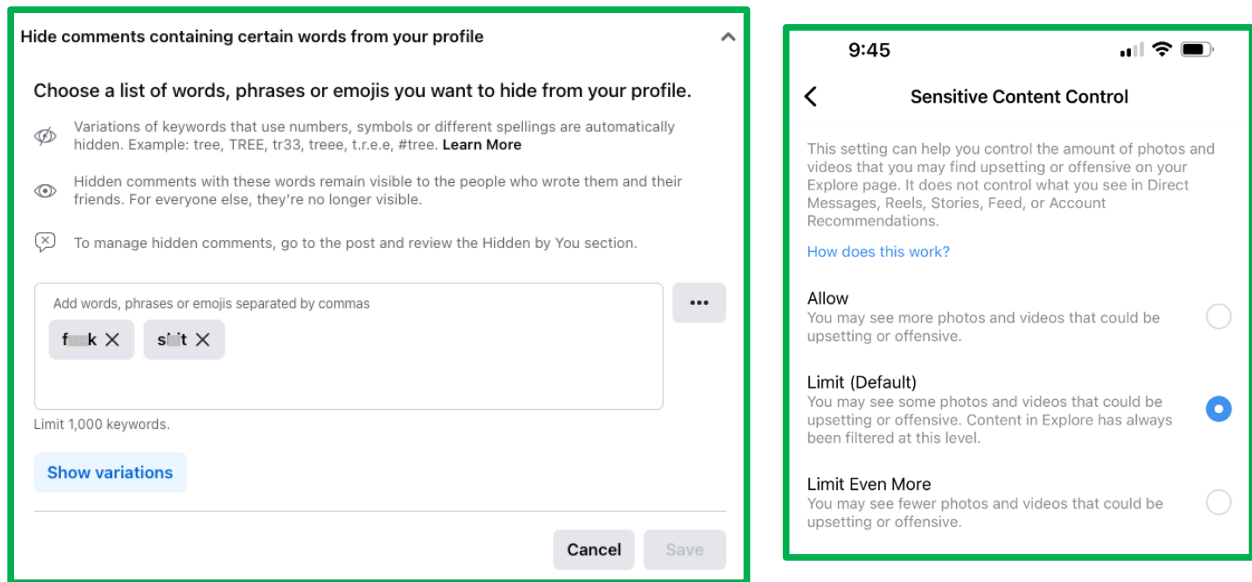 Hide comments containing certain words from your profile
Choose a list of words, phrases or emojis you want to hide from your profile.
Variations of keywords that use numbers, symbols or different spellings are automatically
hidden. Example: tree, TREE, tr33, treee, t.r.e.e, #tree. Learn More
Hidden comments with these words remain visible to the people who wrote them and their
friends. For everyone else, they're no longer visible.
To manage hidden comments, go to the post and review the Hidden by You section.
Add words, phrases or emojis separated by commas
Limit 1,000 keywords.
Show variations
Cancel
Save
9:45
Sensitive Content Control
This setting can help you control the amount of photos and
videos that you may find upsetting or offensive on your
Explore page. It does not control what you see in Direct
Messages, Reels, Stories, Feed, or Account
Recommendations.
How does this work?
Allow
You may see more photos and videos that could be
upsetting or offensive.
Limit (Default)
You may see some photos and videos that could be
upsetting or offensive. Content in Explore has always
been filtered at this level.
Limit Even More
You may see fewer photos and videos that could be
upsetting or offensive.